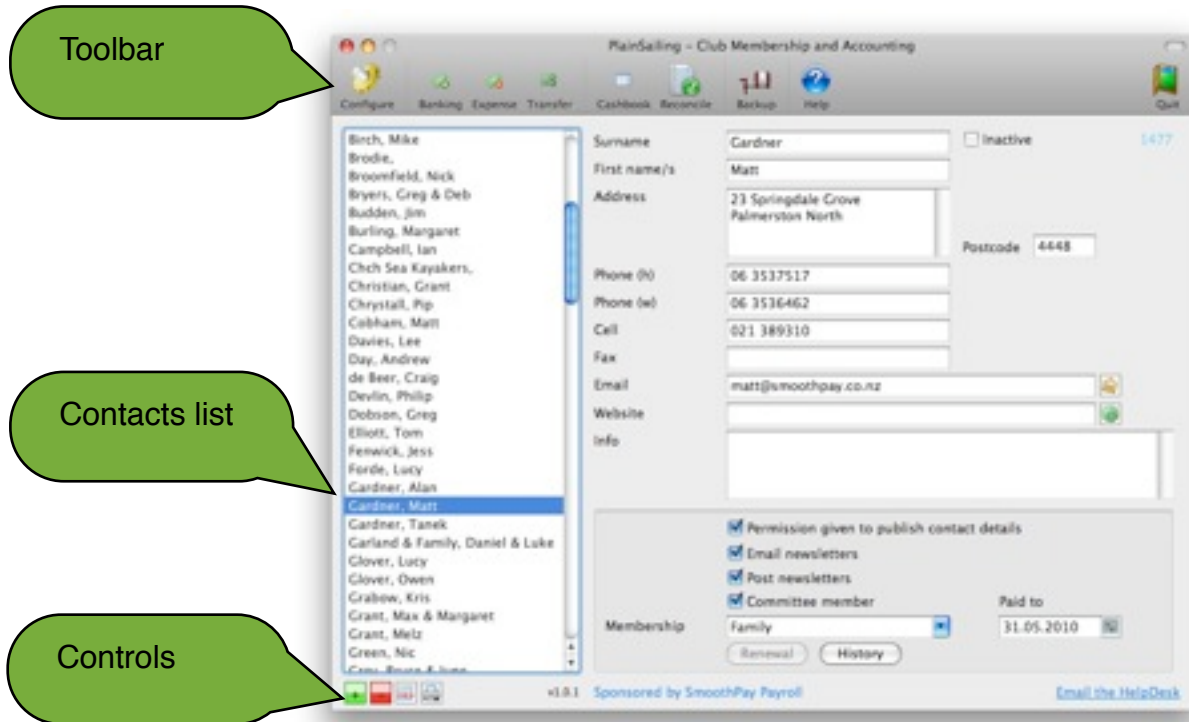 Toolbar
Contacts list
Controls
PlainSailing - Club Membership and Accounting
Configure Banking Expense Transfer Cashbook Reconcile Backup Help Quit
Birch, Mike
Brodie,
Broomfield, Nick
Bryers, Greg & Deb
Budden, Jim
Burling, Margaret
Campbell, Ian
Chch Sea Kayakers,
Christian, Grant
Chrystall, Pip
Cobham, Matt
Davies, Lee
Day, Andrew
de Beer, Craig
Devlin, Philip
Dobson, Greg
Elliott, Tom
Fenwick, Jess
Forde, Lucy
Gardner, Alan
Gardner, Matt
Gardner, Tanek
Garland & Family, Daniel & Luke
Glover, Lucy
Glover, Owen
Grabow, Kris
Grant, Max & Margaret
Grant, Melz
Green, Nic
Surname Gardner Inactive 1477
First name/s Matt
Address 23 Springdale Grove
Palmerston North
Postcode 4448
Phone (h) 06 3537517
Phone (w) 06 3536462
Cell 021 389310
Fax
Email matt@smoothpay.co.nz
Website
Info
Permission given to publish contact details
Email newsletters
Post newsletters
Committee member Paid to
Membership Family 31.05.2010
Renewal History
v1.0.1 Sponsored by SmoothPay Payroll Email the HelpDesk